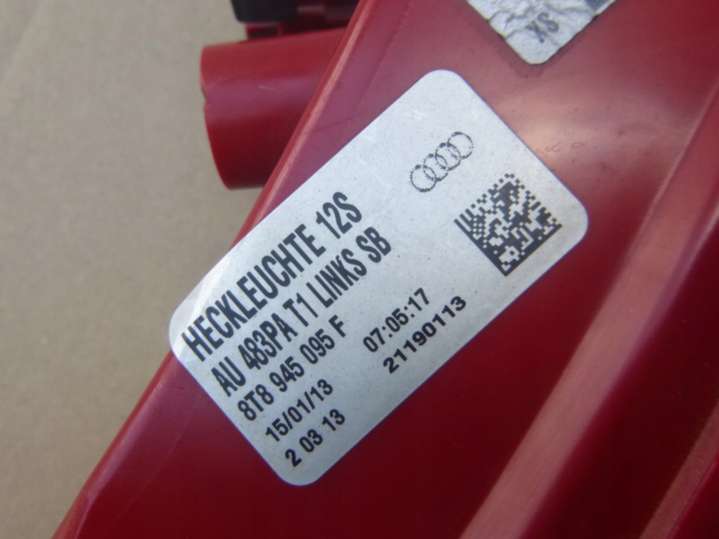 XS
HECKLEUCHTE 12S
AU 483PA T1 LINKS SB
8T8 945 095 F
15/01/13 07:05:17
2 03 13 21190113